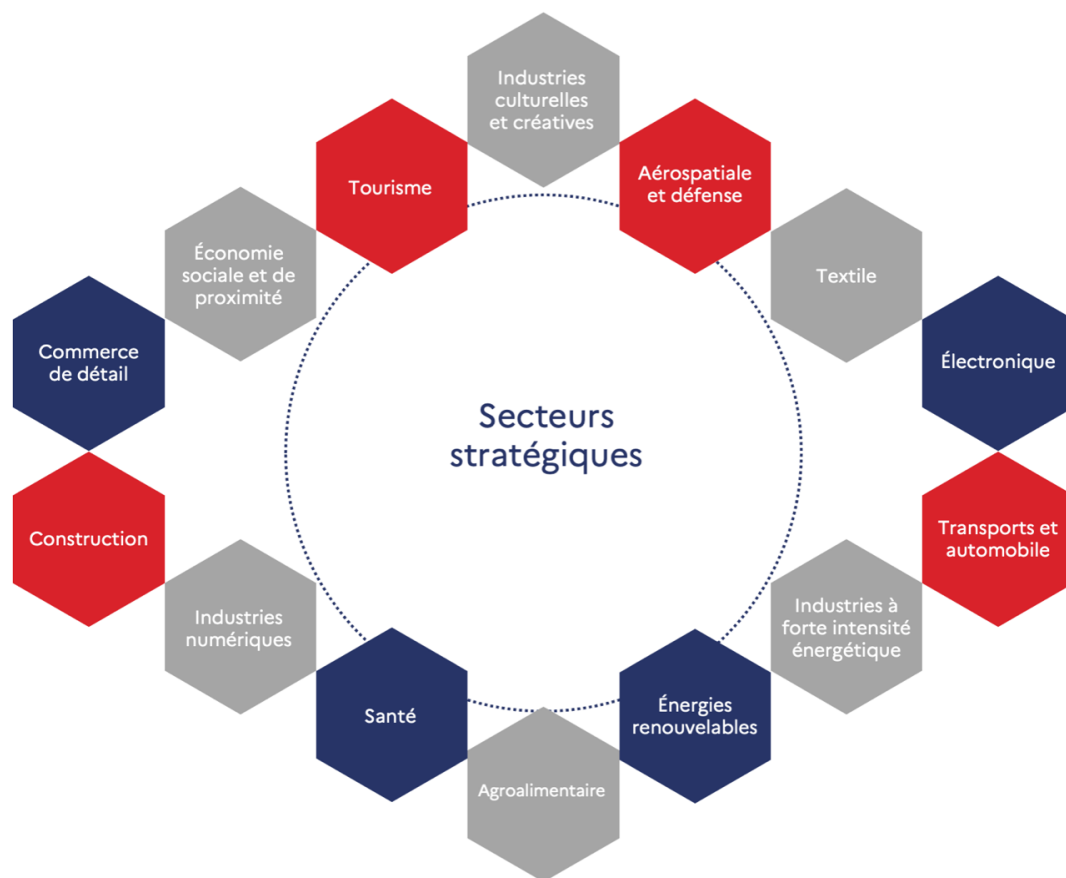 Industries
culturelles
et créatives
Tourisme
Aérospatiale
et défense
Économie
sociale et de
proximité
Textile
Commerce
de détail
Électronique
Secteurs
stratégiques
Construction
Transports et
automobile
Industries
numériques
Industries à
forte intensité
énergétique
Santé
Énergies
renouvelables
Agroalimentaire